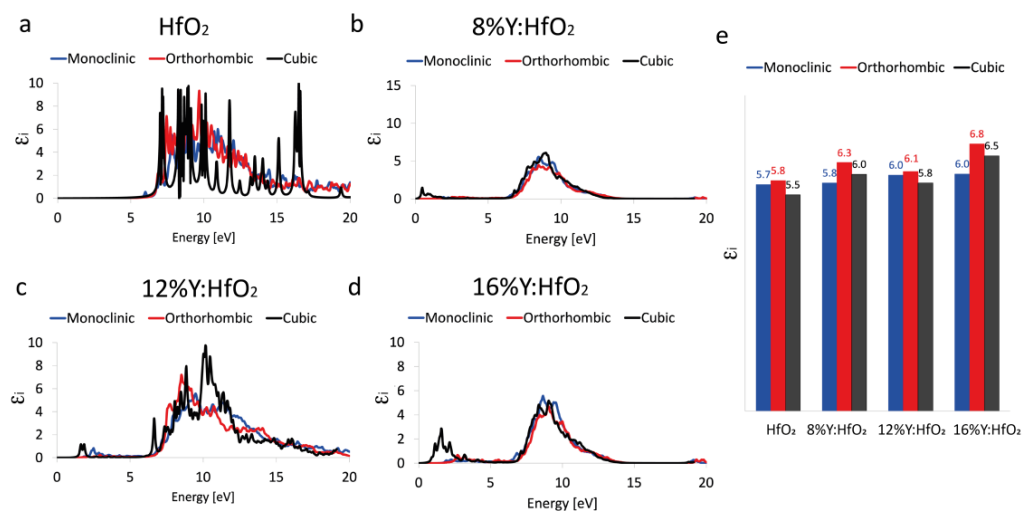 a
HfO₂
Monoclinic Orthorhombic Cubic
10
8
6
4
2
0
εi
0 5 10 15 20
Energy [eV]
b
8%Y:HfO₂
Monoclinic Orthorhombic Cubic
15
10
5
0
εi
0 5 10 15 20
Energy [eV]
c
12%Y:HfO₂
Monoclinic Orthorhombic Cubic
10
8
6
4
2
0
εi
0 5 10 15 20
Energy [eV]
d
16%Y:HfO₂
Monoclinic Orthorhombic Cubic
10
8
6
4
2
0
εi
0 5 10 15 20
Energy [eV]
e
Monoclinic Orthorhombic Cubic
εi
5.7 5.8 5.5
5.8 6.3 6.0
6.0 6.1 5.8
6.0 6.8 6.5
HfO₂ 8%Y:HfO₂ 12%Y:HfO₂ 16%Y:HfO₂